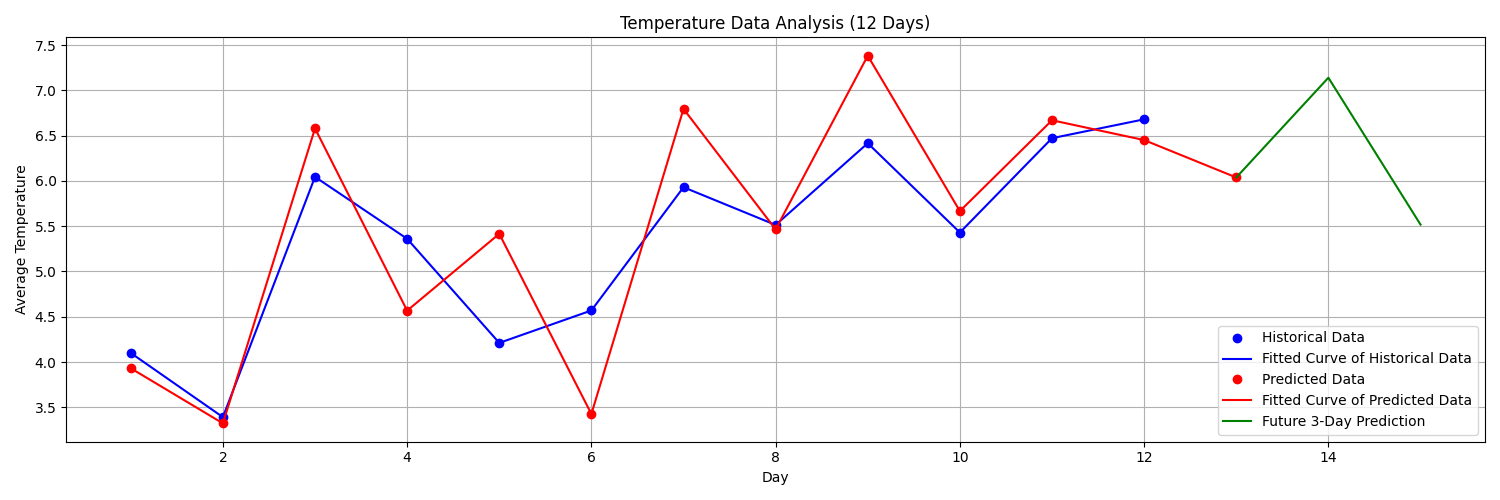 Temperature Data Analysis (12 Days)
7.5
7.0
6.5
6.0
5.5
5.0
4.5
4.0
3.5
Average Temperature
2
4
6
8
10
12
14
Day
Historical Data
Fitted Curve of Historical Data
Predicted Data
Fitted Curve of Predicted Data
Future 3-Day Prediction